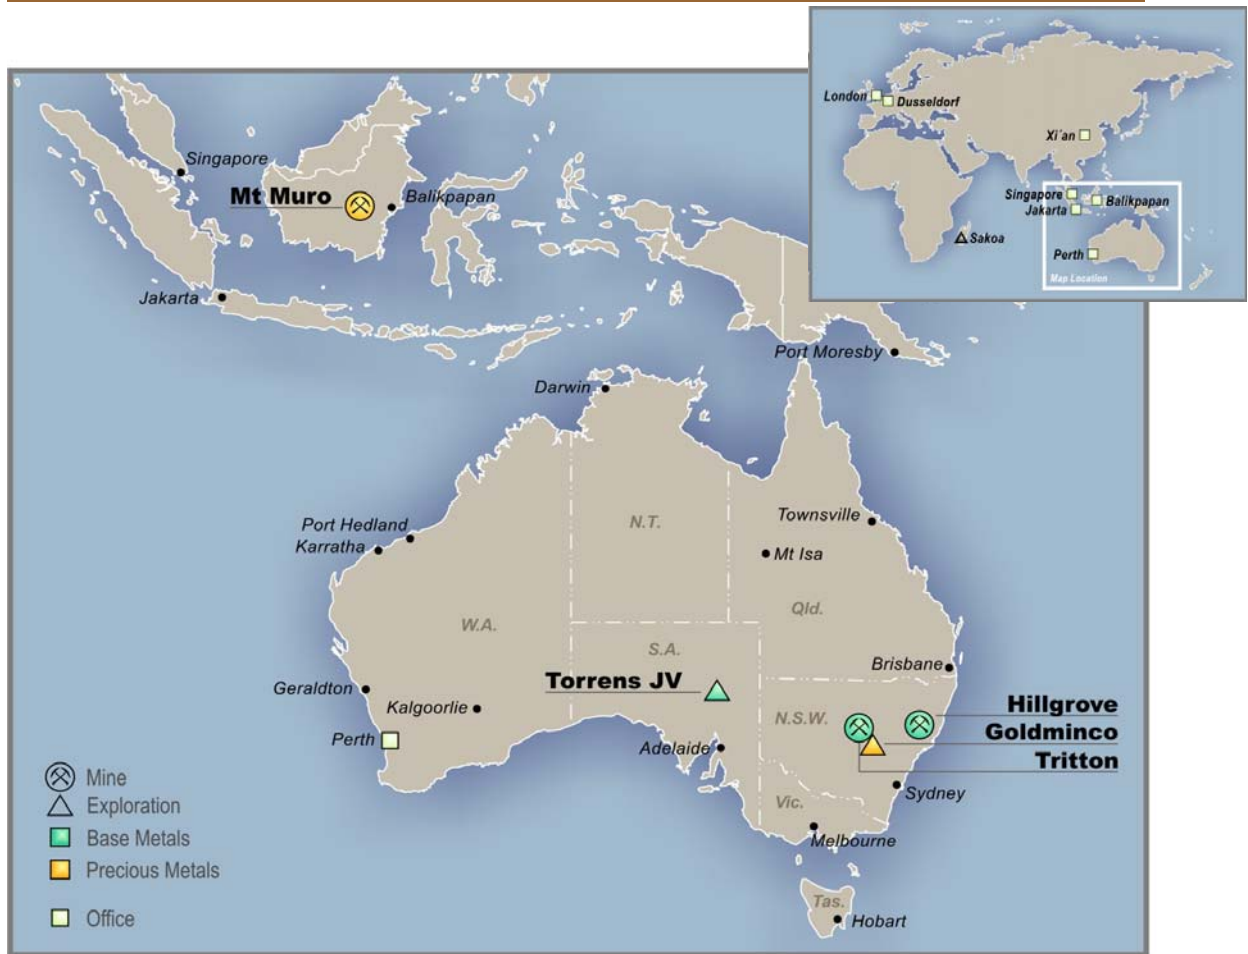 London
Dusseldorf
Xi´an
Singapore
Balikpapan
Jakarta
Sakoa
Perth
Map Location
Singapore
Mt Muro
Balikpapan
Jakarta
Port Moresby
Darwin
Townsville
Port Hedland
N.T.
Karratha
Mt Isa
Qld.
W.A.
S.A.
Brisbane
Torrens JV
Geraldton
Hillgrove
Kalgoorlie
N.S.W.
Goldminco
Perth
Adelaide
Tritton
Mine
Sydney
Exploration
Vic.
Base Metals
Melbourne
Precious Metals
Tas.
Office
Hobart